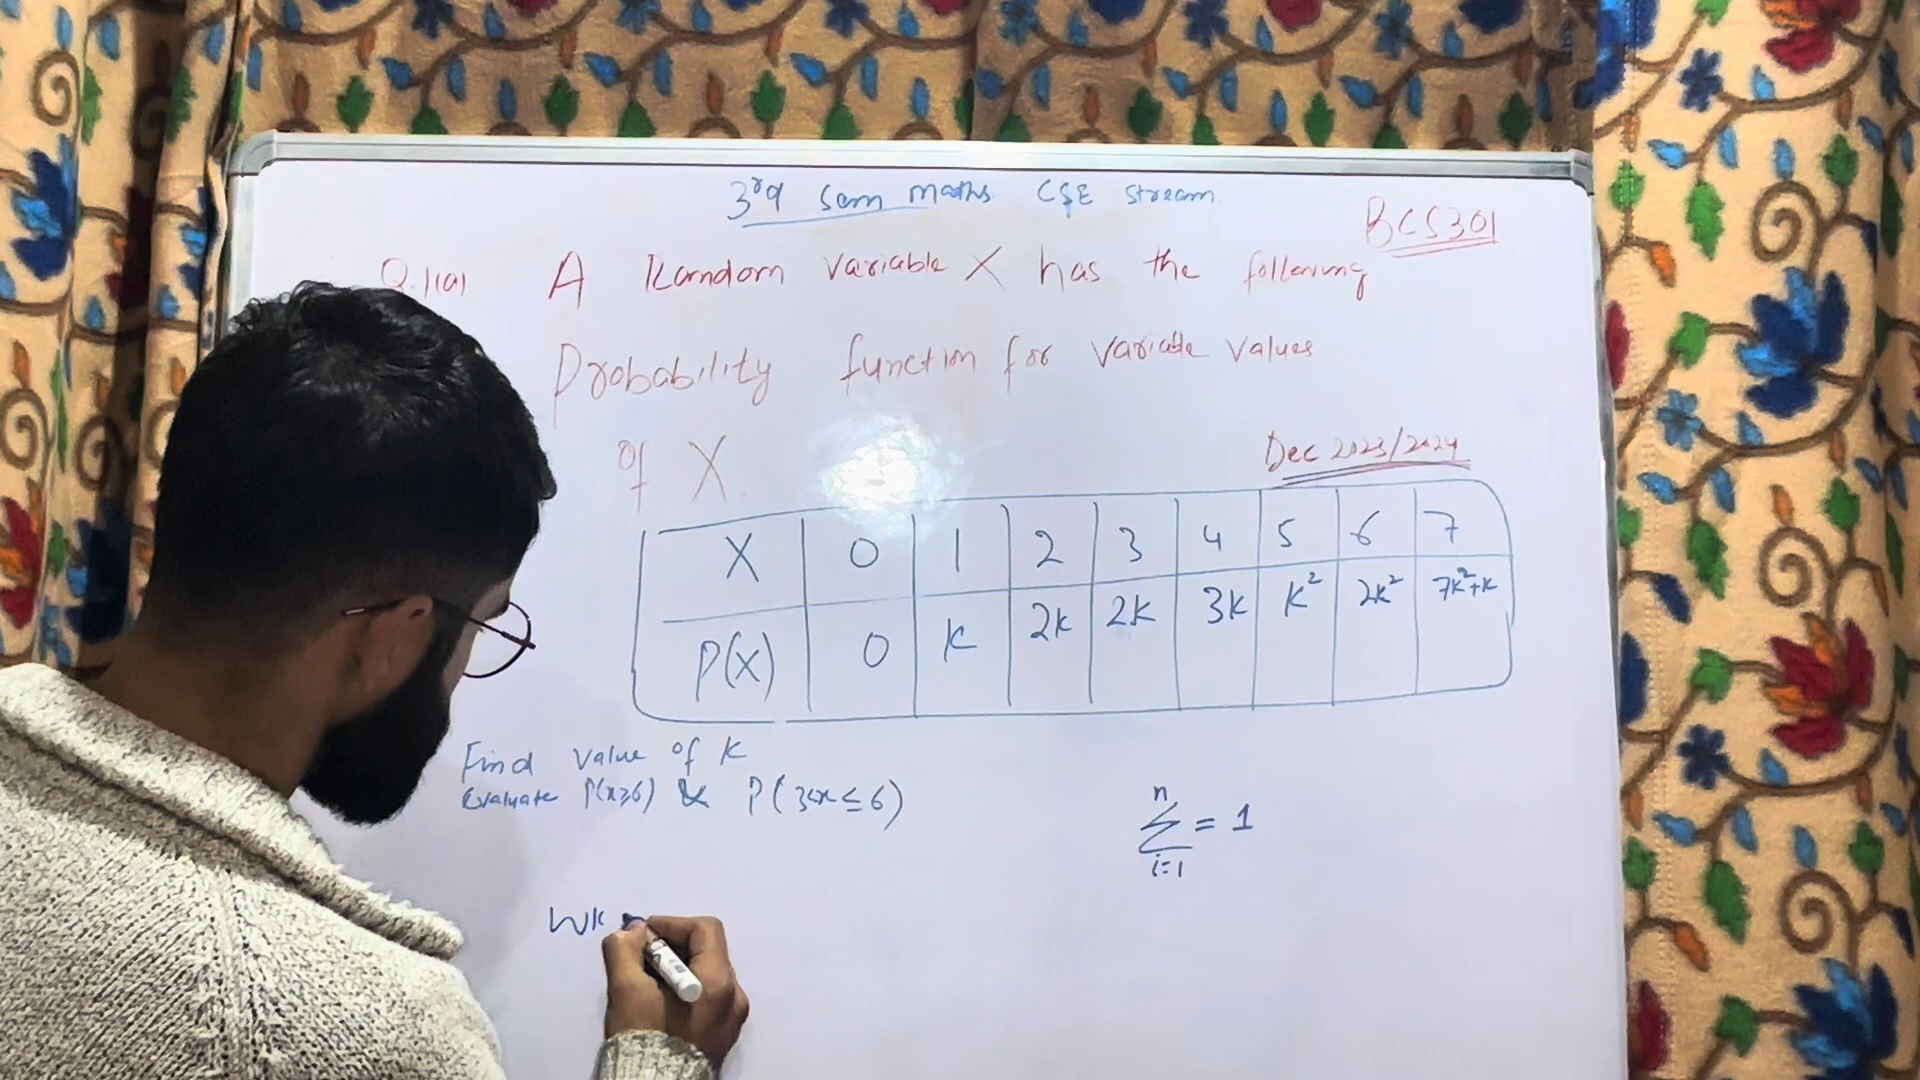 3rd Sem Maths CSE Stream
BCS301
Q.1(a) A Random variable X has the following
Probability function for variable values
of X
Dec 2023/2024
X 0 1 2 3 4 5 6 7
P(X) 0 K 2K 2K 3K K² 2K² 7K²+K
Find value of K
Evaluate P(x≥6) & P(3<x≤6)
n
∑ = 1
i=1
WK